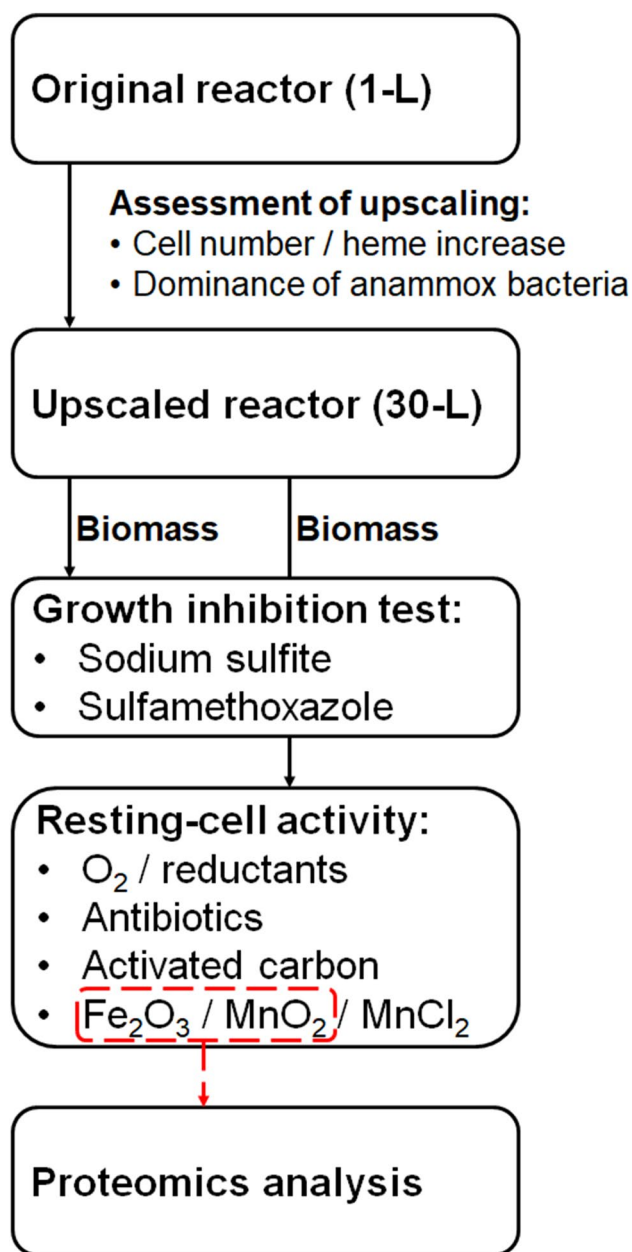 Original reactor (1-L)
Assessment of upscaling:
• Cell number / heme increase
• Dominance of anammox bacteria
Upscaled reactor (30-L)
Biomass Biomass
Growth inhibition test:
• Sodium sulfite
• Sulfamethoxazole
Resting-cell activity:
• O₂ / reductants
• Antibiotics
• Activated carbon
• Fe₂O₃ / MnO₂ / MnCl₂
Proteomics analysis